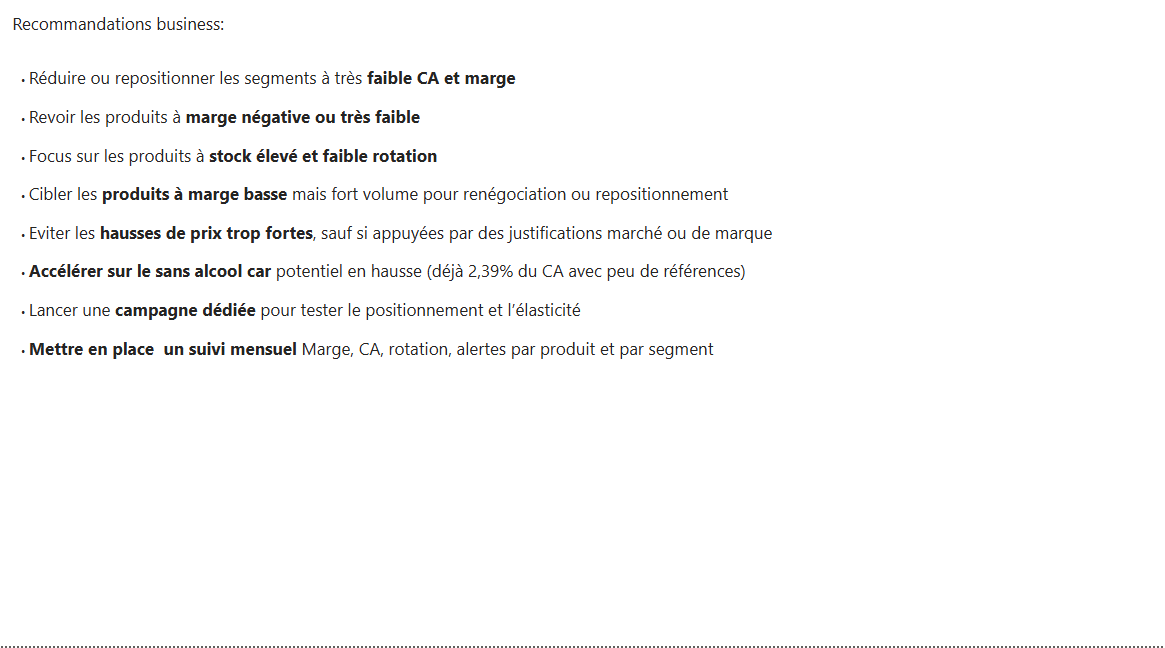 Recommandations business:
• Réduire ou repositionner les segments à très faible CA et marge
• Revoir les produits à marge négative ou très faible
• Focus sur les produits à stock élevé et faible rotation
• Cibler les produits à marge basse mais fort volume pour renégociation ou repositionnement
• Eviter les hausses de prix trop fortes, sauf si appuyées par des justifications marché ou de marque
• Accélérer sur le sans alcool car potentiel en hausse (déjà 2,39% du CA avec peu de références)
• Lancer une campagne dédiée pour tester le positionnement et l’élasticité
• Mettre en place  un suivi mensuel Marge, CA, rotation, alertes par produit et par segment